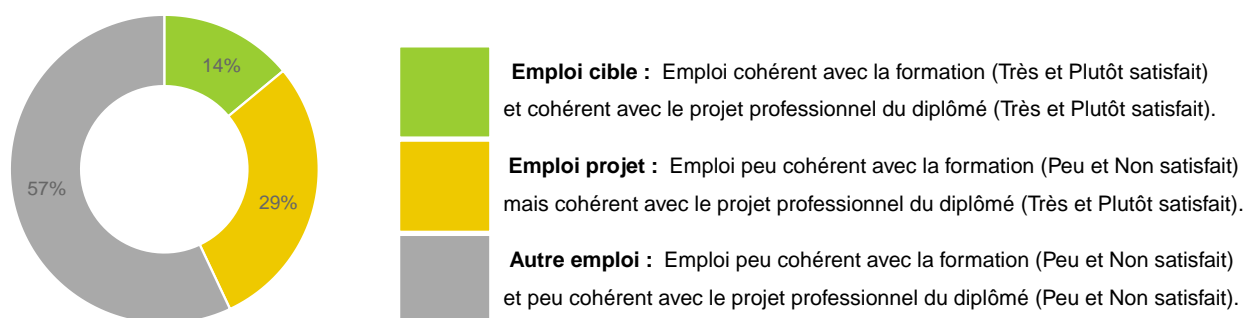 14%
29%
57%
Emploi cible : Emploi cohérent avec la formation (Très et Plutôt satisfait)
et cohérent avec le projet professionnel du diplômé (Très et Plutôt satisfait).
Emploi projet : Emploi peu cohérent avec la formation (Peu et Non satisfait)
mais cohérent avec le projet professionnel du diplômé (Très et Plutôt satisfait).
Autre emploi : Emploi peu cohérent avec la formation (Peu et Non satisfait)
et peu cohérent avec le projet professionnel du diplômé (Peu et Non satisfait).